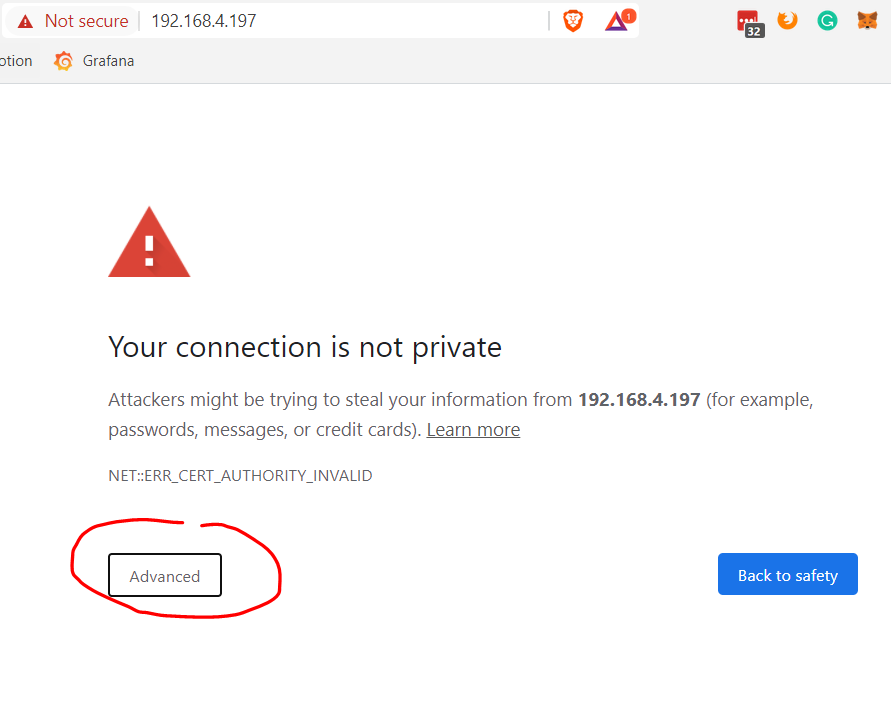 Not secure 192.168.4.197 1 32
otion Grafana
Your connection is not private
Attackers might be trying to steal your information from 192.168.4.197 (for example,
passwords, messages, or credit cards). Learn more
NET::ERR_CERT_AUTHORITY_INVALID
Advanced Back to safety